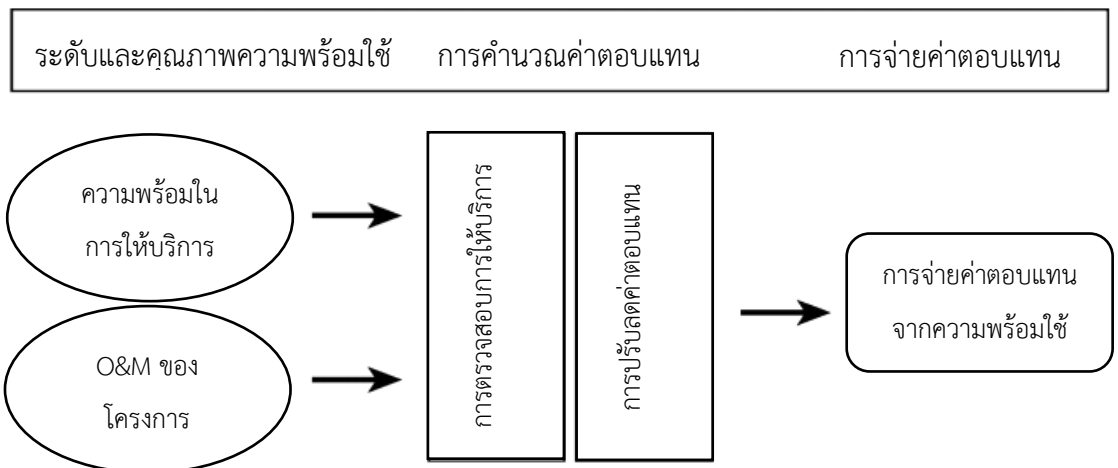 ระดับและคุณภาพความพร้อมใช้ การคำนวณค่าตอบแทน การจ่ายค่าตอบแทน
ความพร้อมใน
การให้บริการ
O&M ของ
โครงการ
การตรวจสอบการให้บริการ
การปรับลดค่าตอบแทน
การจ่ายค่าตอบแทน
จากความพร้อมใช้